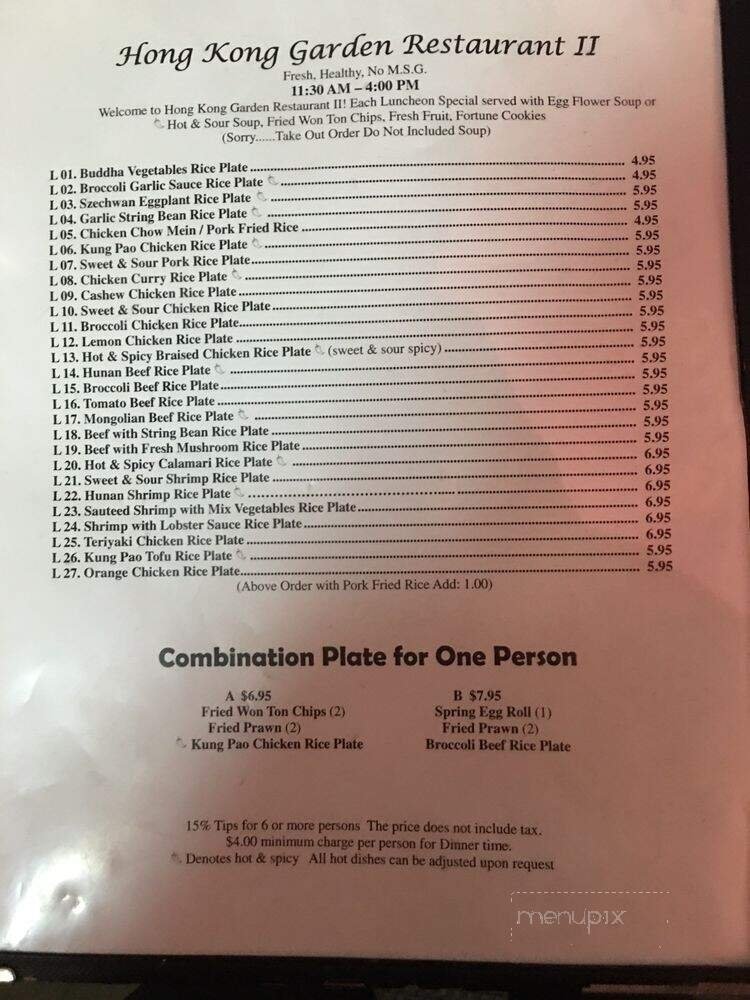 Hong Kong Garden Restaurant II
Fresh, Healthy, No M.S.G.
11:30 AM – 4:00 PM
Welcome to Hong Kong Garden Restaurant II! Each Luncheon Special served with Egg Flower Soup or
Hot & Sour Soup, Fried Won Ton Chips, Fresh Fruit, Fortune Cookies
(Sorry......Take Out Order Do Not Included Soup)
L 01. Buddha Vegetables Rice Plate 4.95
L 02. Broccoli Garlic Sauce Rice Plate 4.95
L 03. Szechwan Eggplant Rice Plate 5.95
L 04. Garlic String Bean Rice Plate 5.95
L 05. Chicken Chow Mein / Pork Fried Rice 4.95
L 06. Kung Pao Chicken Rice Plate 5.95
L 07. Sweet & Sour Pork Rice Plate 5.95
L 08. Chicken Curry Rice Plate 5.95
L 09. Cashew Chicken Rice Plate 5.95
L 10. Sweet & Sour Chicken Rice Plate 5.95
L 11. Broccoli Chicken Rice Plate 5.95
L 12. Lemon Chicken Rice Plate 5.95
L 13. Hot & Spicy Braised Chicken Rice Plate (sweet & sour spicy) 5.95
L 14. Hunan Beef Rice Plate 5.95
L 15. Broccoli Beef Rice Plate 5.95
L 16. Tomato Beef Rice Plate 5.95
L 17. Mongolian Beef Rice Plate 5.95
L 18. Beef with String Bean Rice Plate 5.95
L 19. Beef with Fresh Mushroom Rice Plate 5.95
L 20. Hot & Spicy Calamari Rice Plate 6.95
L 21. Sweet & Sour Shrimp Rice Plate 6.95
L 22. Hunan Shrimp Rice Plate 6.95
L 23. Sauteed Shrimp with Mix Vegetables Rice Plate 6.95
L 24. Shrimp with Lobster Sauce Rice Plate 6.95
L 25. Teriyaki Chicken Rice Plate 6.95
L 26. Kung Pao Tofu Rice Plate 5.95
L 27. Orange Chicken Rice Plate 5.95
(Above Order with Pork Fried Rice Add: 1.00)
Combination Plate for One Person
A $6.95
Fried Won Ton Chips (2)
Fried Prawn (2)
Kung Pao Chicken Rice Plate
B $7.95
Spring Egg Roll (1)
Fried Prawn (2)
Broccoli Beef Rice Plate
15% Tips for 6 or more persons The price does not include tax.
$4.00 minimum charge per person for Dinner time.
Denotes hot & spicy All hot dishes can be adjusted upon request
menupix